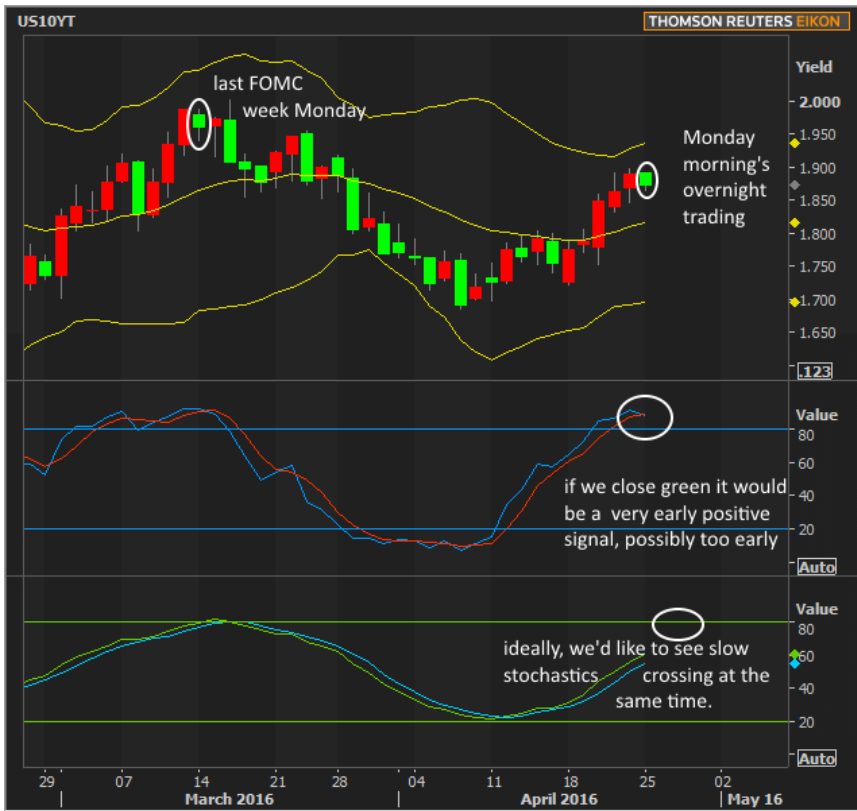 US10YT
THOMSON REUTERS EIKON
Yield
last FOMC
week Monday
2.000
1.950
Monday
morning's
overnight
trading
1.900
1.850
1.800
1.750
1.700
1.650
.123
Value
80
60
if we close green it would
be a very early positive
signal, possibly too early
40
20
Auto
Value
80
ideally, we'd like to see slow
stochastics crossing at the
same time.
60
40
20
Auto
29 07 14 21 28 04 11 18 25 02
March 2016 April 2016 May 16